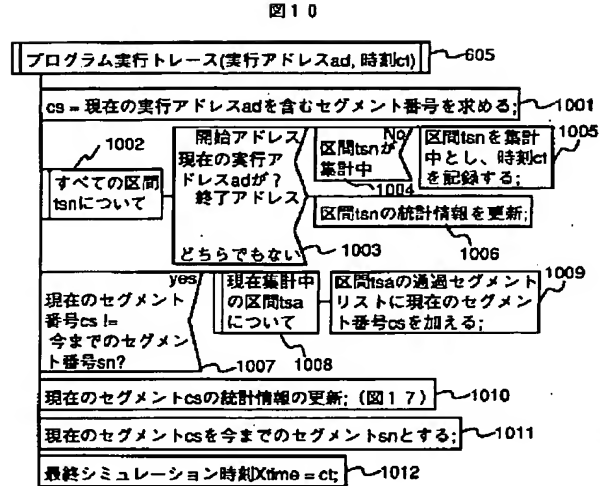 図10
プログラム実行トレース(実行アドレスad, 時刻ct)
605
cs = 現在の実行アドレスadを含むセグメント番号を求める;
1001
1002
すべての区間
tsnについて
開始アドレス
現在の実行ア
ドレスadが？
終了アドレス
どちらでもない
1003
No
区間tsnが
集計中
1004
区間tsnを集計
中とし、時刻ct
を記録する;
1005
区間tsnの統計情報を更新;
1006
yes
現在のセグメント
番号cs !=
今までのセグメン
ト番号sn?
1007
現在集計中
の区間tsa
について
1008
区間tsaの通過セグメント
リストに現在のセグメン
ト番号csを加える;
1009
現在のセグメントcsの統計情報の更新;（図17）
1010
現在のセグメントcsを今までのセグメントsnとする;
1011
最終シミュレーション時刻Xtime = ct;
1012